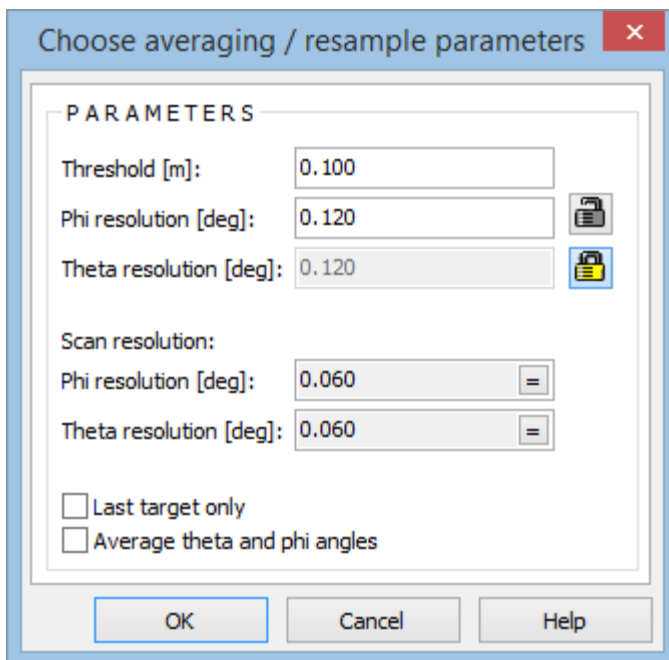 Choose averaging / resample parameters
PARAMETERS
Threshold [m]: 0.100
Phi resolution [deg]: 0.120
Theta resolution [deg]: 0.120
Scan resolution:
Phi resolution [deg]: 0.060 =
Theta resolution [deg]: 0.060 =
Last target only
Average theta and phi angles
OK Cancel Help